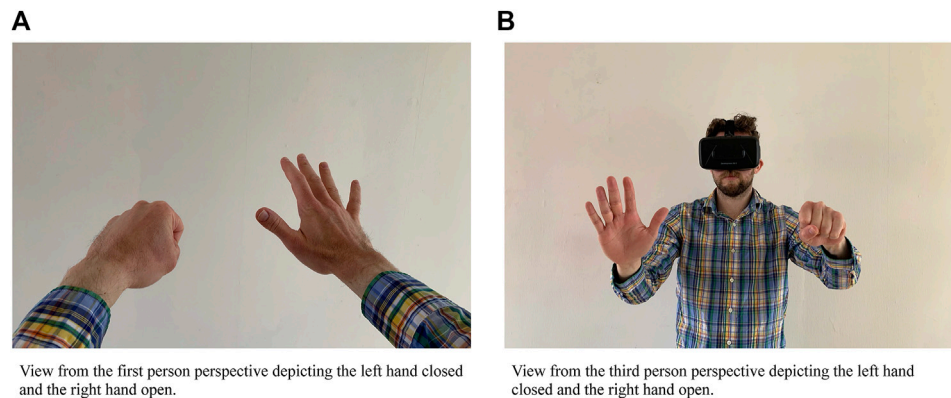 A
B
View from the first person perspective depicting the left hand closed
and the right hand open.
View from the third person perspective depicting the left hand
closed and the right hand open.